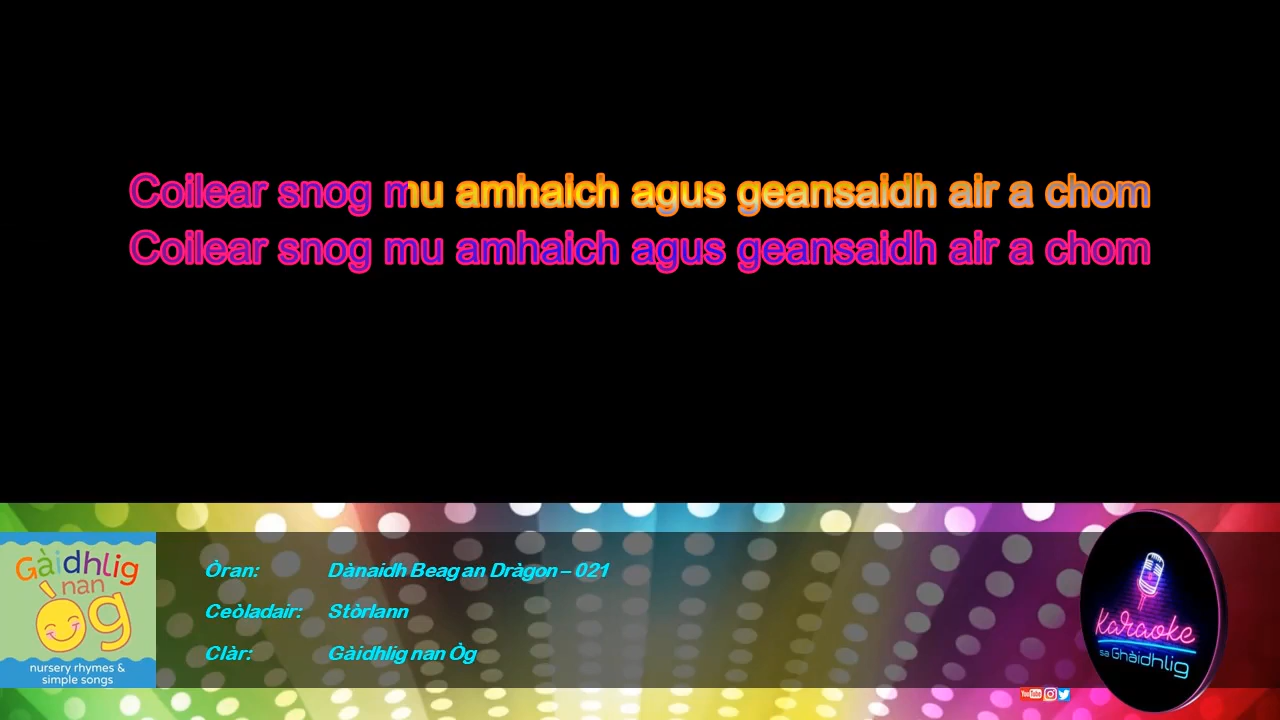 Coilear snog mu amhaich agus geansaidh air a chom
Coilear snog mu amhaich agus geansaidh air a chom
Gàidhlig
nan
Òg
nursery rhymes &
simple songs
Òran: Dànaidh Beag an Dràgon – 021
Ceòladair: Stòrlann
Clàr: Gàidhlig nan Òg
Karaoke
sa Ghàidhlig
YouTube